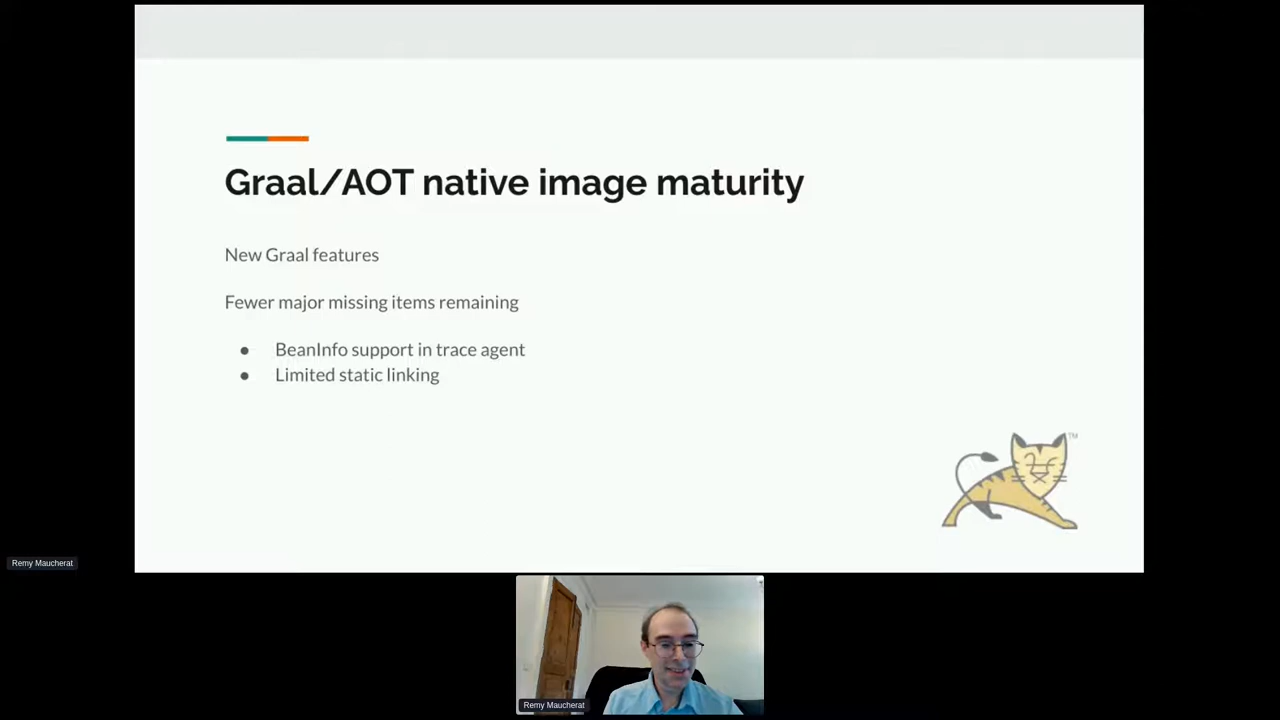 Graal/AOT native image maturity
New Graal features
Fewer major missing items remaining
● BeanInfo support in trace agent
● Limited static linking
TM
Remy Maucherat
Remy Maucherat